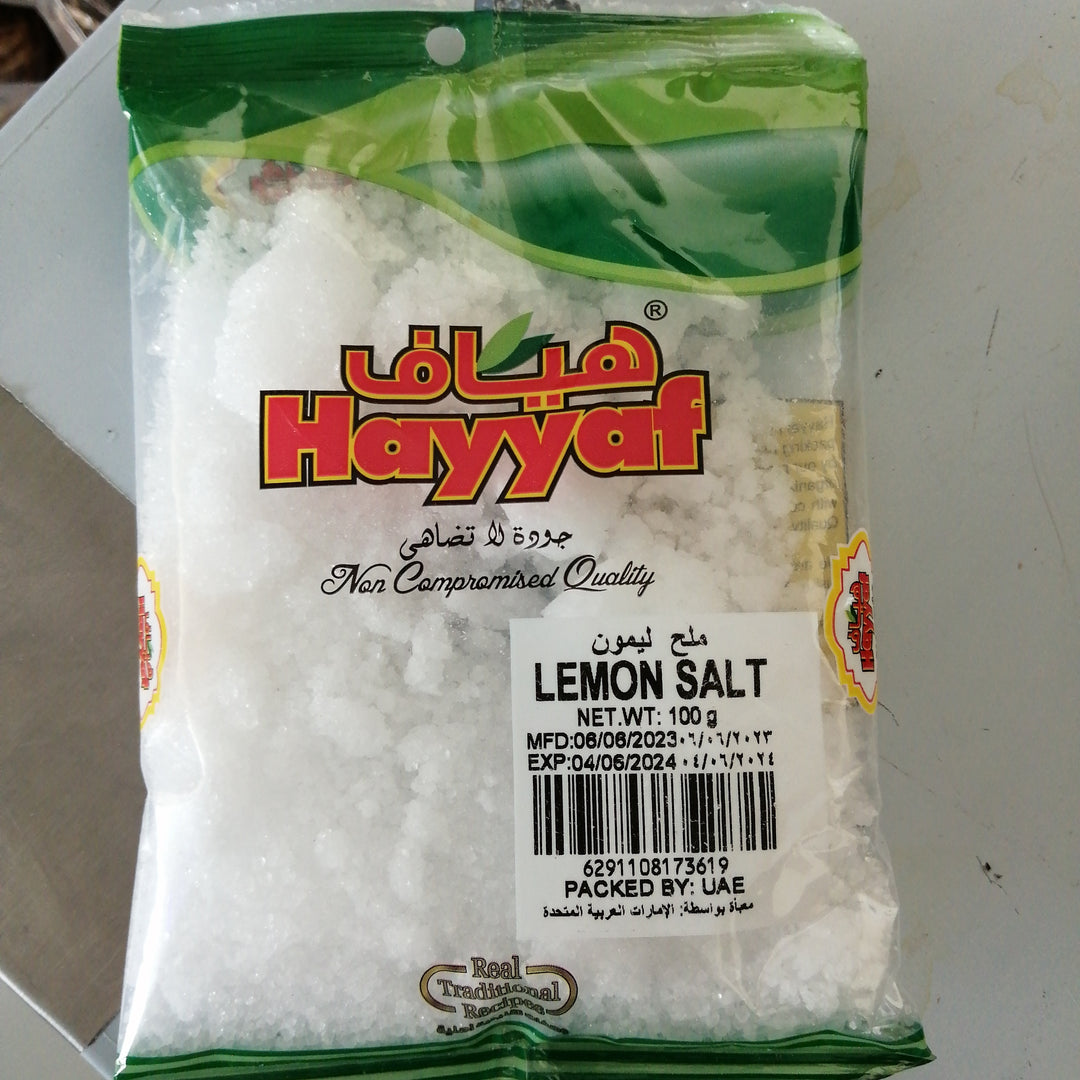 هياف
®
Hayyaf
جودة لا تضاهى
Non Compromised Quality
ملح ليمون
LEMON SALT
NET.WT: 100 g
MFD:06/06/2023 ٠٦/٠٦/٢٠٢٣
EXP:04/06/2024 ٠٤/٠٦/٢٠٢٤
6291108173619
PACKED BY: UAE
معبأة بواسطة: الإمارات العربية المتحدة
هياف
Hayyaf
Real
Traditional
Recipes